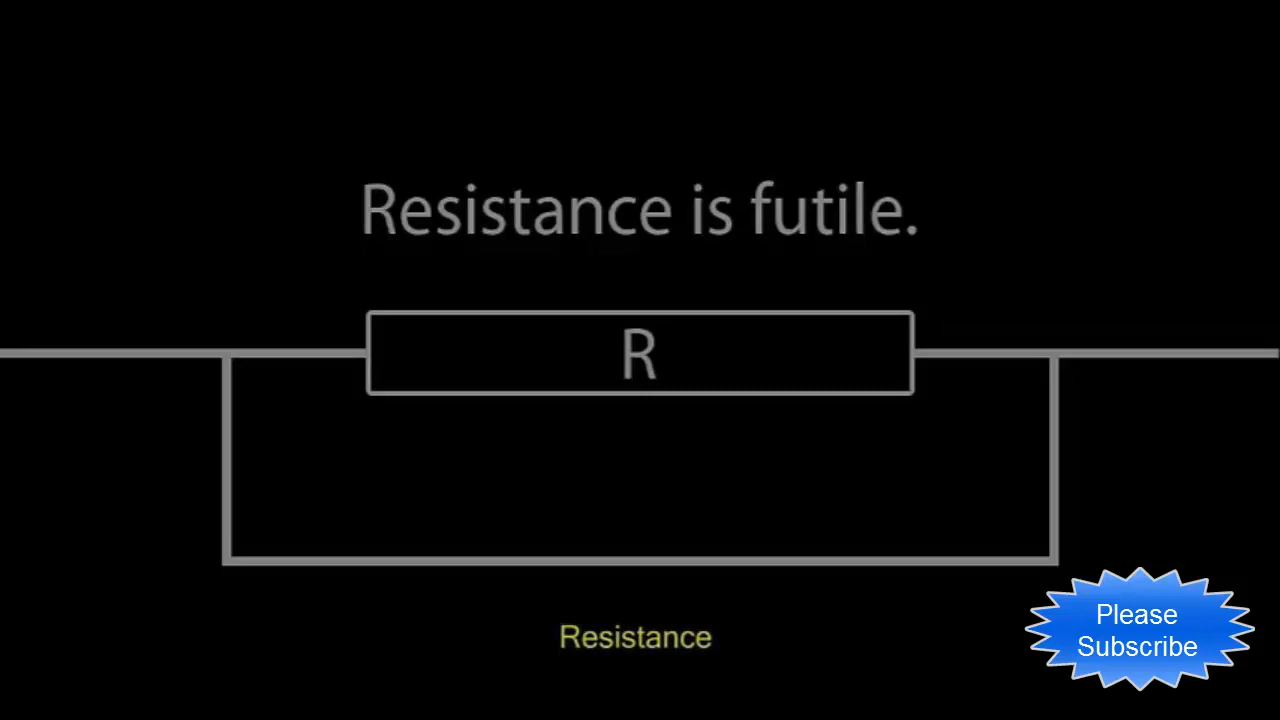 Resistance is futile.
R
Resistance
Please
Subscribe